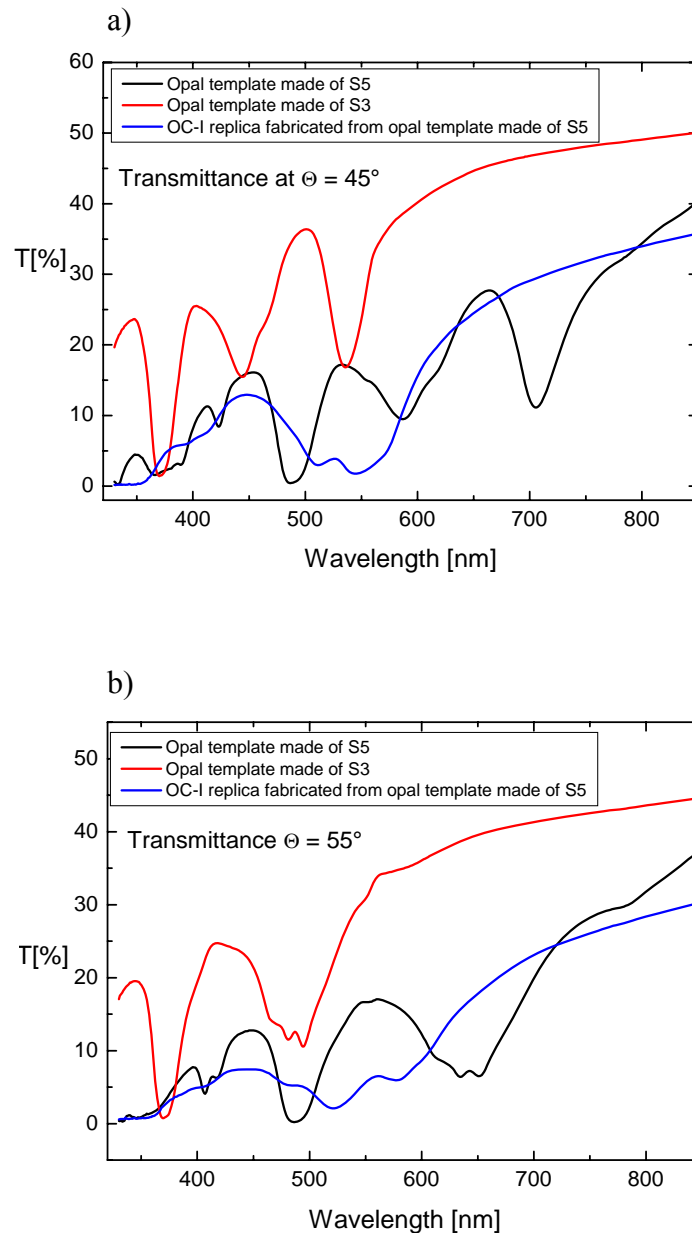 a)
60
50
40
30
20
10
0
T[%]
Opal template made of S5
Opal template made of S3
OC-I replica fabricated from opal template made of S5
Transmittance at Θ = 45°
400 500 600 700 800
Wavelength [nm]
b)
50
40
30
20
10
0
T[%]
Opal template made of S5
Opal template made of S3
OC-I replica fabricated from opal template made of S5
Transmittance Θ = 55°
400 500 600 700 800
Wavelength [nm]